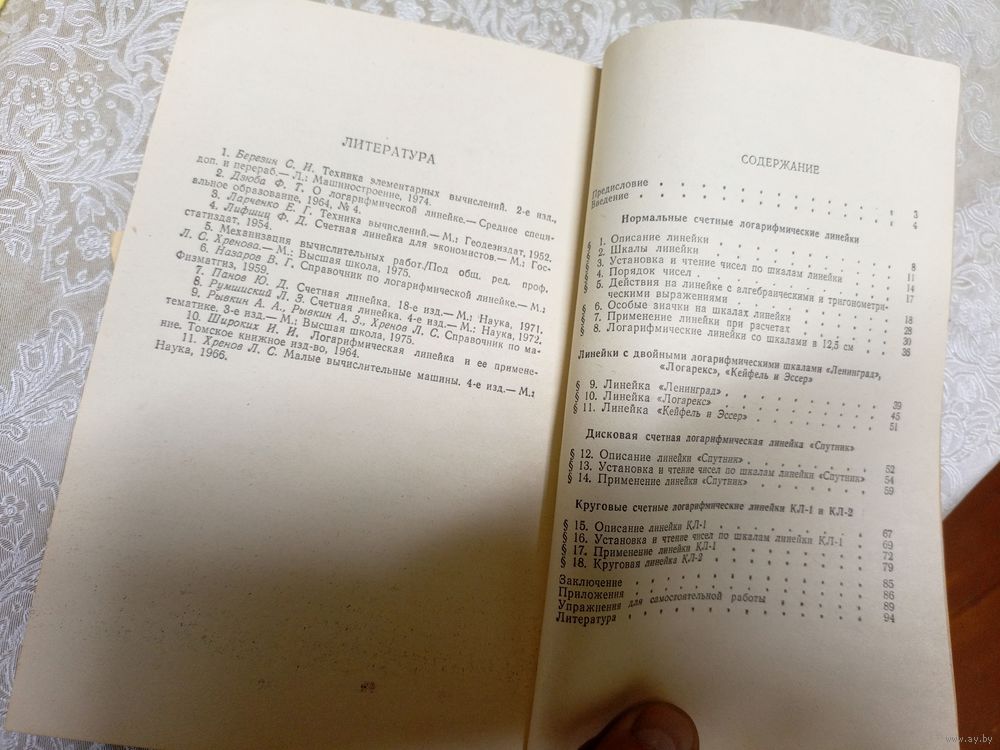 ЛИТЕРАТУРА
1. Березин С. И. Техника элементарных вычислений. 2-е изд.,
доп. и перераб.— Л.: Машиностроение, 1974.
2. Дзюба Ф. Т. О логарифмической линейке.— Среднее специ-
альное образование, 1964, № 4.
3. Ларченко Е. Г. Техника вычислений.— М.: Геодезиздат, 1952.
4. Лифшиц Ф. Д. Счетная линейка для экономистов.— М.: Гос-
статиздат, 1954.
5. Механизация вычислительных работ./Под общ. ред. проф.
Л. С. Хренова.— М.: Высшая школа, 1975.
6. Назаров В. Г. Справочник по логарифмической линейке.— М.:
Физматгиз, 1959.
7. Панов Ю. Д. Счетная линейка. 18-е изд.— М.: Наука, 1971.
8. Румшиский Л. З. Счетная линейка. 4-е изд.— М.: Наука, 1972.
9. Рывкин А. А., Рывкин А. З., Хренов Л. С. Справочник по ма-
тематике. 3-е изд.— М.: Высшая школа, 1975.
10. Широких И. И. Логарифмическая линейка и ее примене-
ние. Томское книжное изд-во, 1964.
11. Хренов Л. С. Малые вычислительные машины. 4-е изд.— М.:
Наука, 1966.
СОДЕРЖАНИЕ
Предисловие 3
Введение 4
Нормальные счетные логарифмические линейки
§ 1. Описание линейки 8
§ 2. Шкалы линейки 11
§ 3. Установка и чтение чисел по шкалам линейки 14
§ 4. Порядок чисел 17
§ 5. Действия на линейке с алгебраическими и тригонометри-
ческими выражениями 18
§ 6. Особые значки на шкалах линейки 28
§ 7. Применение линейки при расчетах 30
§ 8. Логарифмические линейки со шкалами в 12,5 см 36
Линейки с двойными логарифмическими шкалами «Ленинград»,
«Логарекс», «Кейфель и Эссер»
§ 9. Линейка «Ленинград» 39
§ 10. Линейка «Логарекс» 45
§ 11. Линейка «Кейфель и Эссер» 51
Дисковая счетная логарифмическая линейка «Спутник»
§ 12. Описание линейки «Спутник» 52
§ 13. Установка и чтение чисел по шкалам линейки «Спутник» 54
§ 14. Применение линейки «Спутник» 59
Круговые счетные логарифмические линейки КЛ-1 и КЛ-2
§ 15. Описание линейки КЛ-1 67
§ 16. Установка и чтение чисел по шкалам линейки КЛ-1 69
§ 17. Применение линейки КЛ-1 72
§ 18. Круговая линейка КЛ-2 79
Заключение 85
Приложения 86
Упражнения для самостоятельной работы 89
Литература 94
www.ay.by